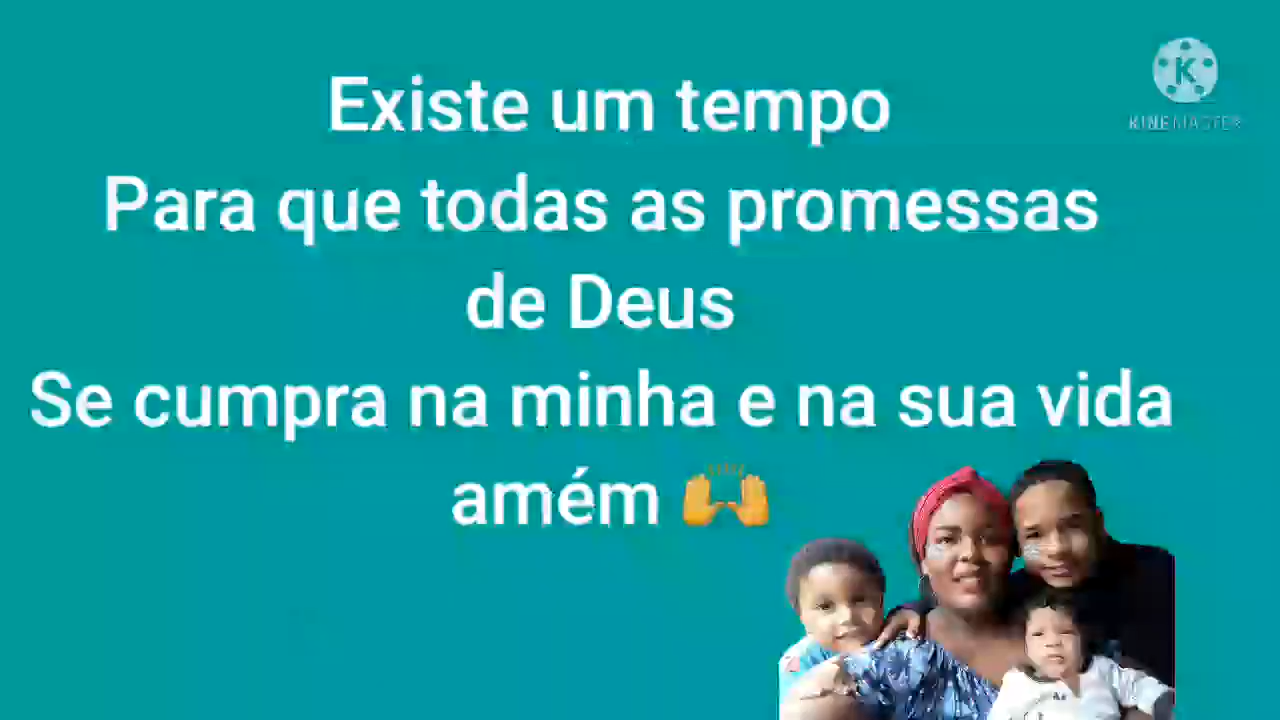 Existe um tempo
Para que todas as promessas
de Deus
Se cumpra na minha e na sua vida
amém 🙌
K
KINEMASTER